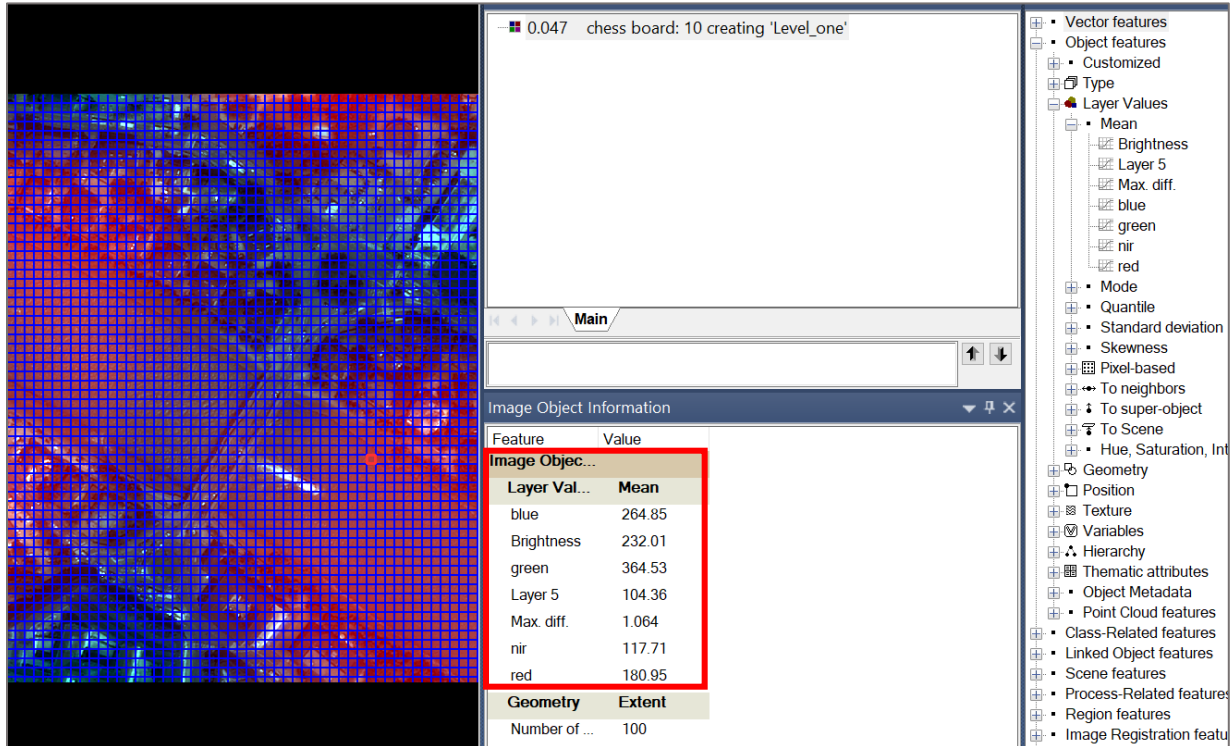 0.047 chess board: 10 creating 'Level_one'
Main
Image Object Information
Feature Value
Image Objec...
Layer Val... Mean
blue 264.85
Brightness 232.01
green 364.53
Layer 5 104.36
Max. diff. 1.064
nir 117.71
red 180.95
Geometry Extent
Number of ... 100
Vector features
Object features
Customized
Type
Layer Values
Mean
Brightness
Layer 5
Max. diff.
blue
green
nir
red
Mode
Quantile
Standard deviation
Skewness
Pixel-based
To neighbors
To super-object
To Scene
Hue, Saturation, Int
Geometry
Position
Texture
Variables
Hierarchy
Thematic attributes
Object Metadata
Point Cloud features
Class-Related features
Linked Object features
Scene features
Process-Related features
Region features
Image Registration featu